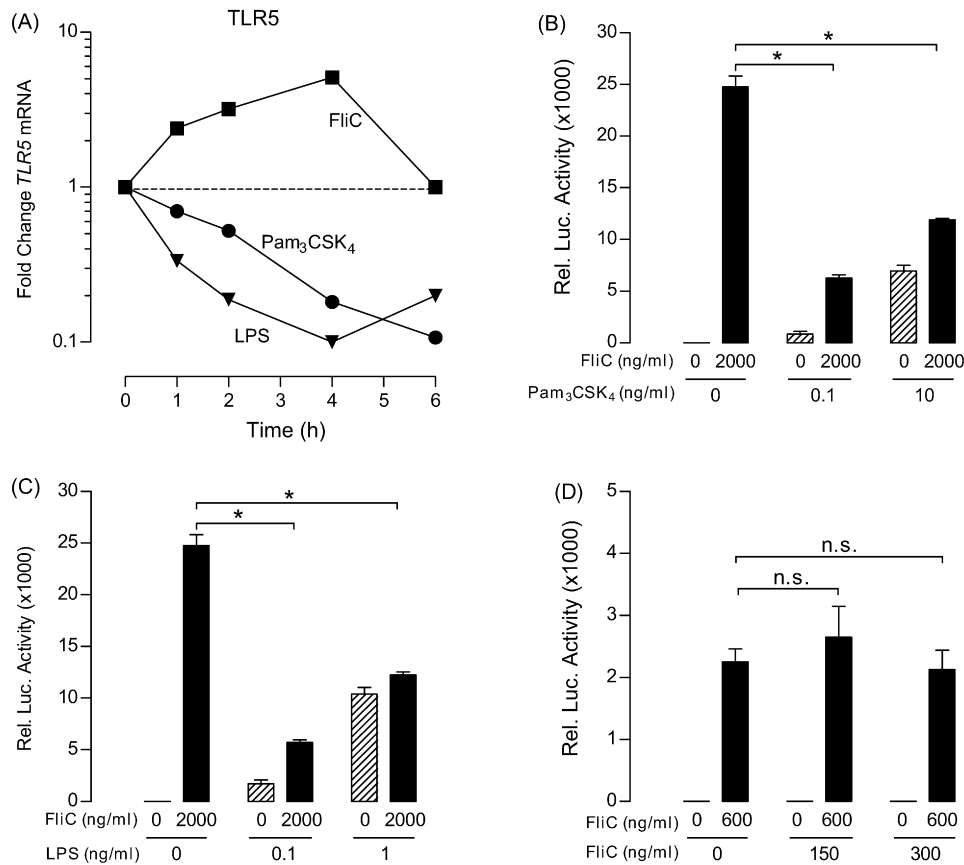 (A)
TLR5
Fold Change TLR5 mRNA
10
1
0.1
FliC
Pam₃CSK₄
LPS
0 1 2 3 4 5 6
Time (h)
(B)
Rel. Luc. Activity (x1000)
30
25
20
15
10
5
0
*
*
FliC (ng/ml) 0 2000 0 2000 0 2000
Pam₃CSK₄ (ng/ml) 0 0.1 10
(C)
Rel. Luc. Activity (x1000)
30
25
20
15
10
5
0
*
*
FliC (ng/ml) 0 2000 0 2000 0 2000
LPS (ng/ml) 0 0.1 1
(D)
Rel. Luc. Activity (x1000)
5
4
3
2
1
0
n.s.
n.s.
FliC (ng/ml) 0 600 0 600 0 600
FliC (ng/ml) 0 150 300